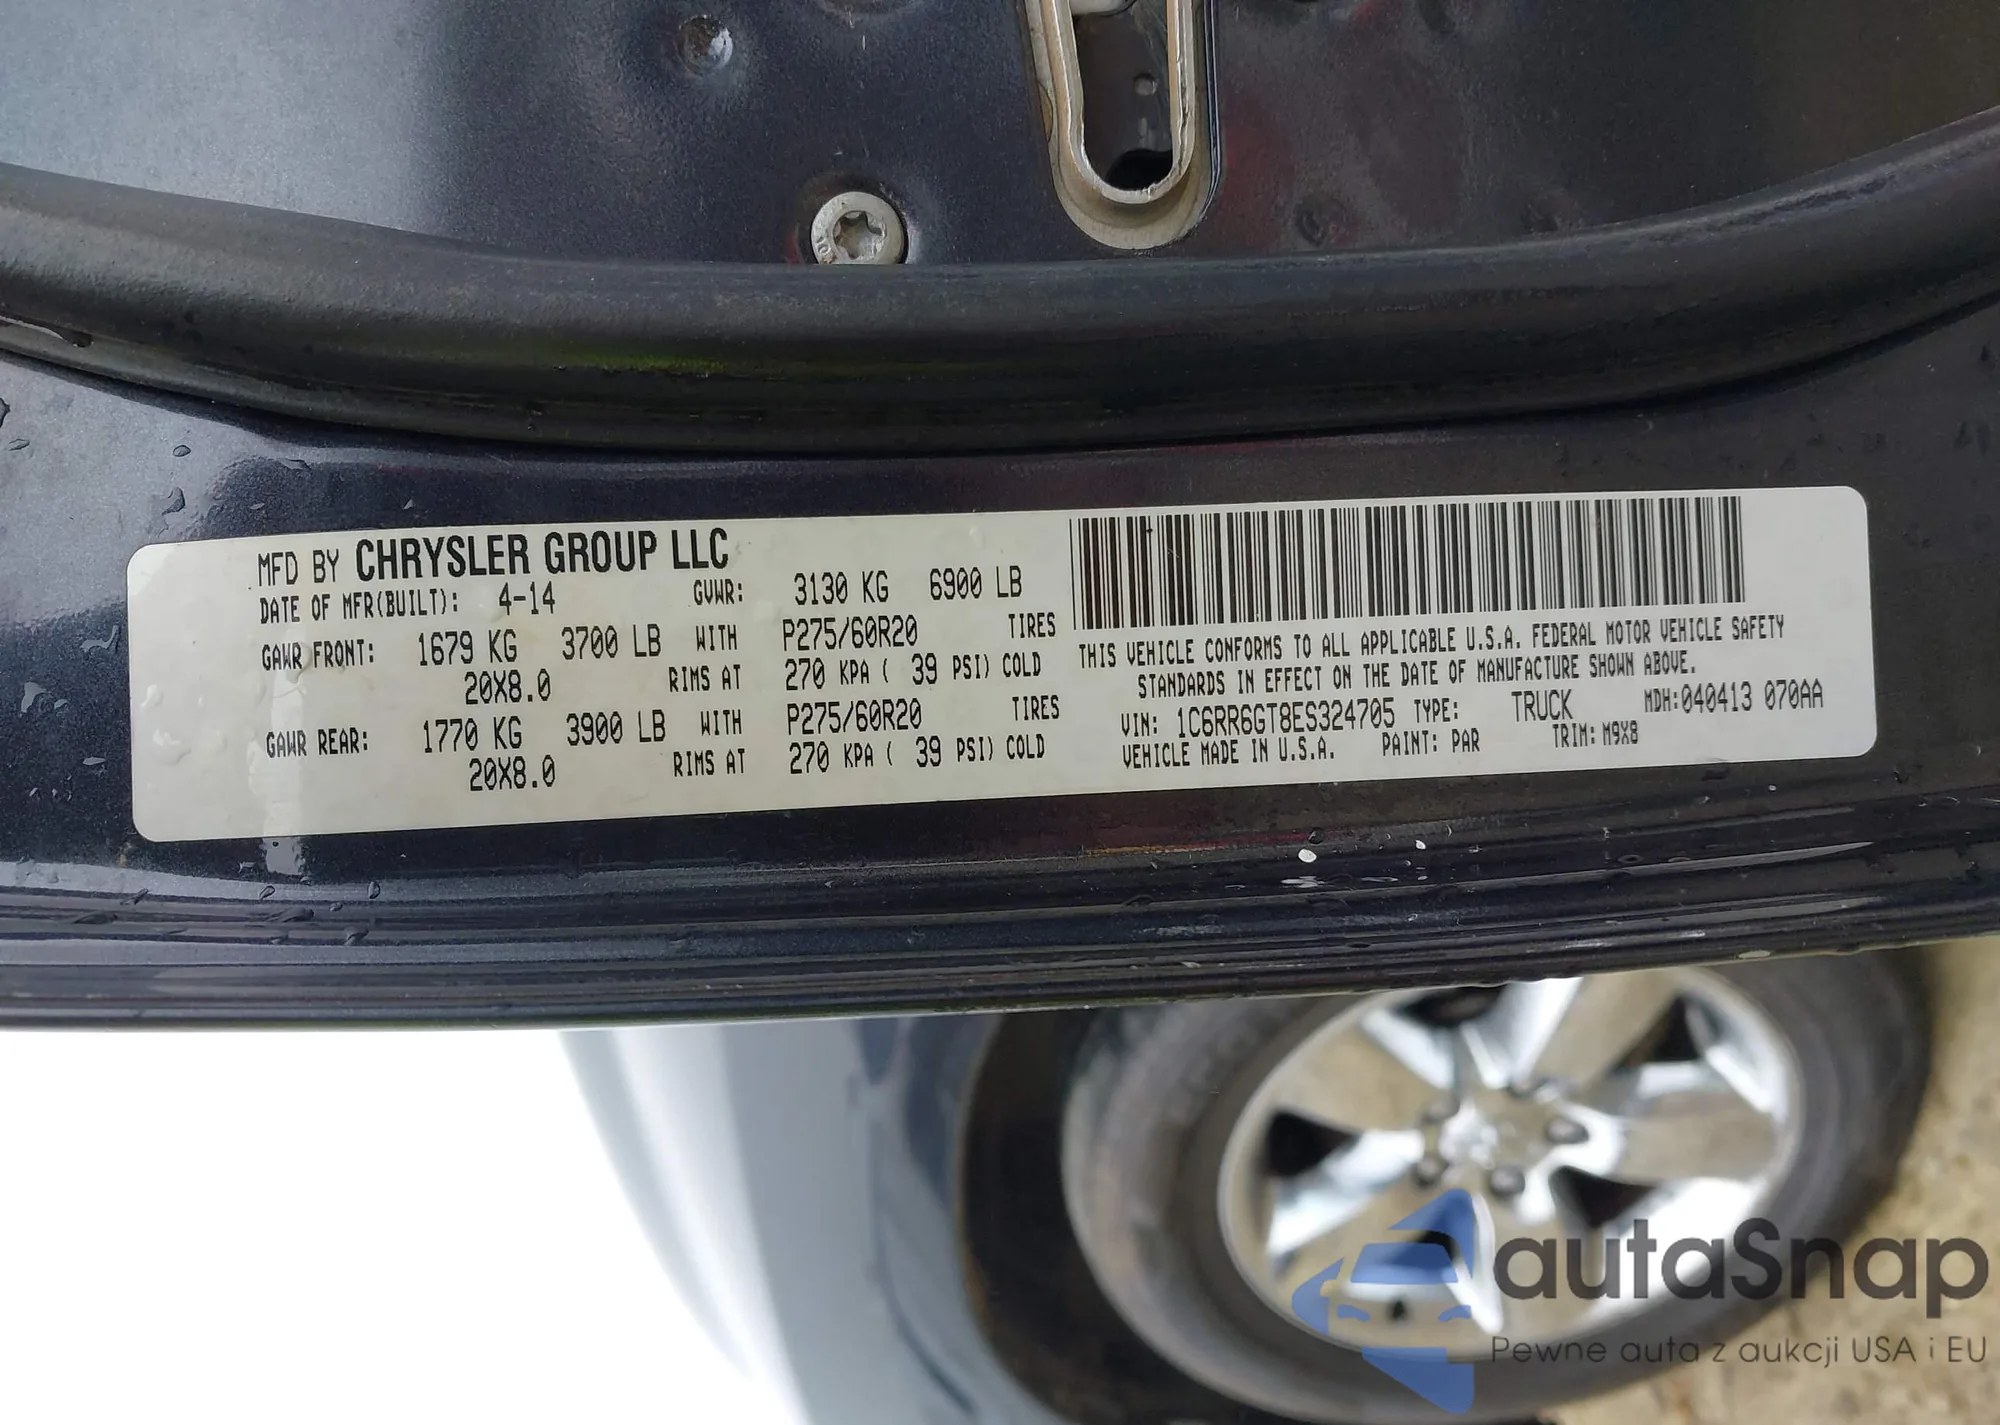 MFD BY CHRYSLER GROUP LLC
DATE OF MFR(BUILT): 4-14 GVWR: 3130 KG 6900 LB
GAWR FRONT: 1679 KG 3700 LB WITH P275/60R20 TIRES
20X8.0 RIMS AT 270 KPA ( 39 PSI) COLD
GAWR REAR: 1770 KG 3900 LB WITH P275/60R20 TIRES
20X8.0 RIMS AT 270 KPA ( 39 PSI) COLD
THIS VEHICLE CONFORMS TO ALL APPLICABLE U.S.A. FEDERAL MOTOR VEHICLE SAFETY
STANDARDS IN EFFECT ON THE DATE OF MANUFACTURE SHOWN ABOVE.
VIN: 1C6RR6GT8ES324705 TYPE: TRUCK MDH:040413 070AA
VEHICLE MADE IN U.S.A. PAINT: PAR TRIM: M9X8
autaSnap
Pewne auta z aukcji USA i EU